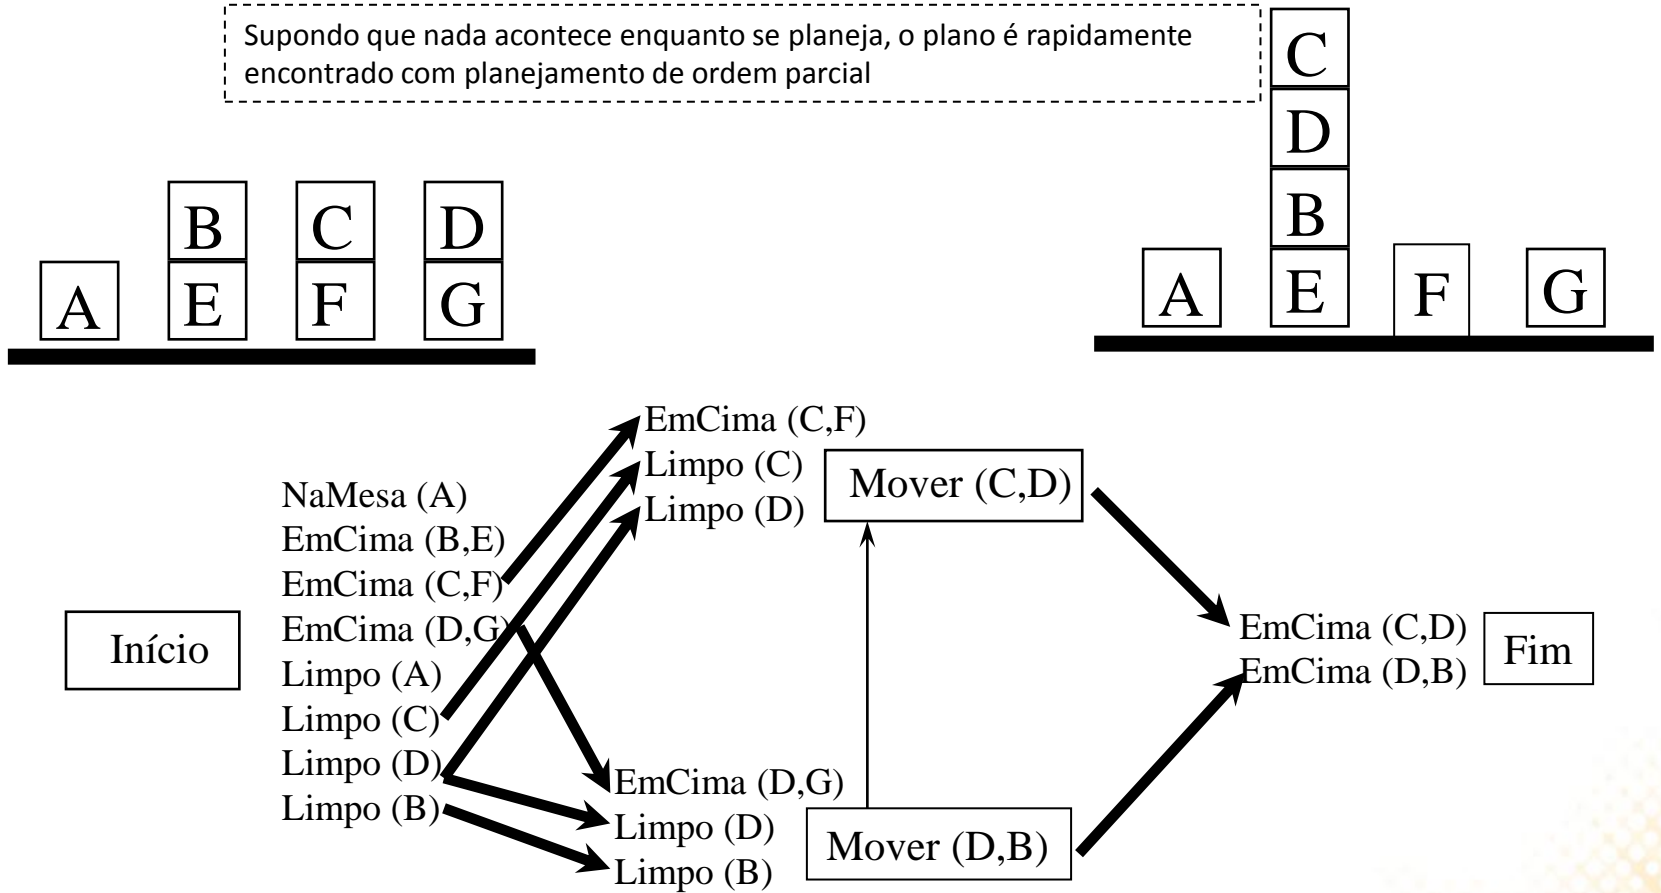 Supondo que nada acontece enquanto se planeja, o plano é rapidamente
encontrado com planejamento de ordem parcial
B C D
A E F G
C
D
B
A E F G
EmCima (C,F)
Limpo (C)
Limpo (D)
Mover (C,D)
NaMesa (A)
EmCima (B,E)
EmCima (C,F)
EmCima (D,G)
Limpo (A)
Limpo (C)
Limpo (D)
Limpo (B)
Início
EmCima (D,G)
Limpo (D)
Limpo (B)
Mover (D,B)
EmCima (C,D)
EmCima (D,B)
Fim